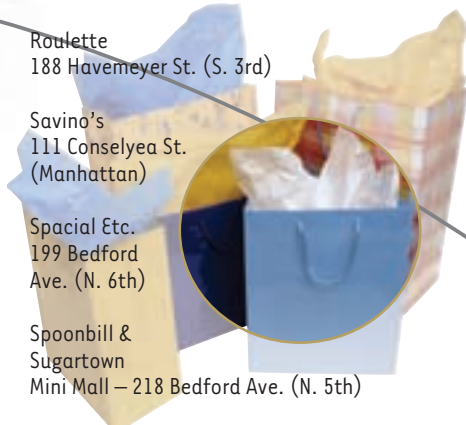 Roulette
188 Havemeyer St. (S. 3rd)
Savino's
111 Conselyea St.
(Manhattan)
Spacial Etc.
199 Bedford
Ave. (N. 6th)
Spoonbill &
Sugartown
Mini Mall – 218 Bedford Ave. (N. 5th)